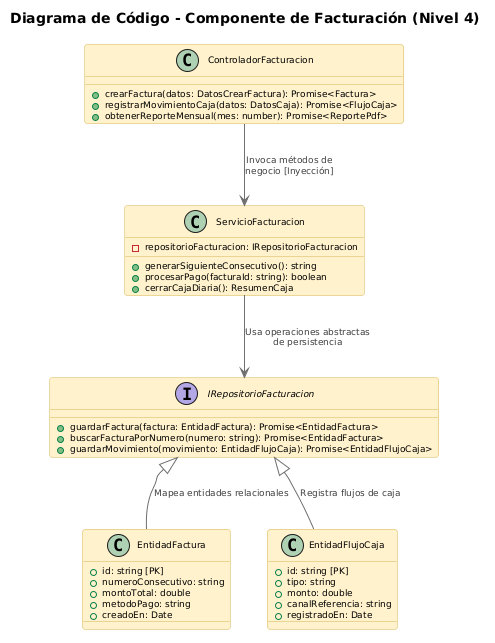 Diagrama de Código - Componente de Facturación (Nivel 4)
C ControladorFacturacion
crearFactura(datos: DatosCrearFactura): Promise<Factura>
registrarMovimientoCaja(datos: DatosCaja): Promise<FlujoCaja>
obtenerReporteMensual(mes: number): Promise<ReportePdf>
Invoca métodos de
negocio [Inyección]
C ServicioFacturacion
repositorioFacturacion: IRepositorioFacturacion
generarSiguienteConsecutivo(): string
procesarPago(facturaId: string): boolean
cerrarCajaDiaria(): ResumenCaja
Usa operaciones abstractas
de persistencia
I IRepositorioFacturacion
guardarFactura(factura: EntidadFactura): Promise<EntidadFactura>
buscarFacturaPorNumero(numero: string): Promise<EntidadFactura>
guardarMovimiento(movimiento: EntidadFlujoCaja): Promise<EntidadFlujoCaja>
Mapea entidades relacionales
Registra flujos de caja
C EntidadFactura
id: string [PK]
numeroConsecutivo: string
montoTotal: double
metodoPago: string
creadoEn: Date
C EntidadFlujoCaja
id: string [PK]
tipo: string
monto: double
canalReferencia: string
registradoEn: Date